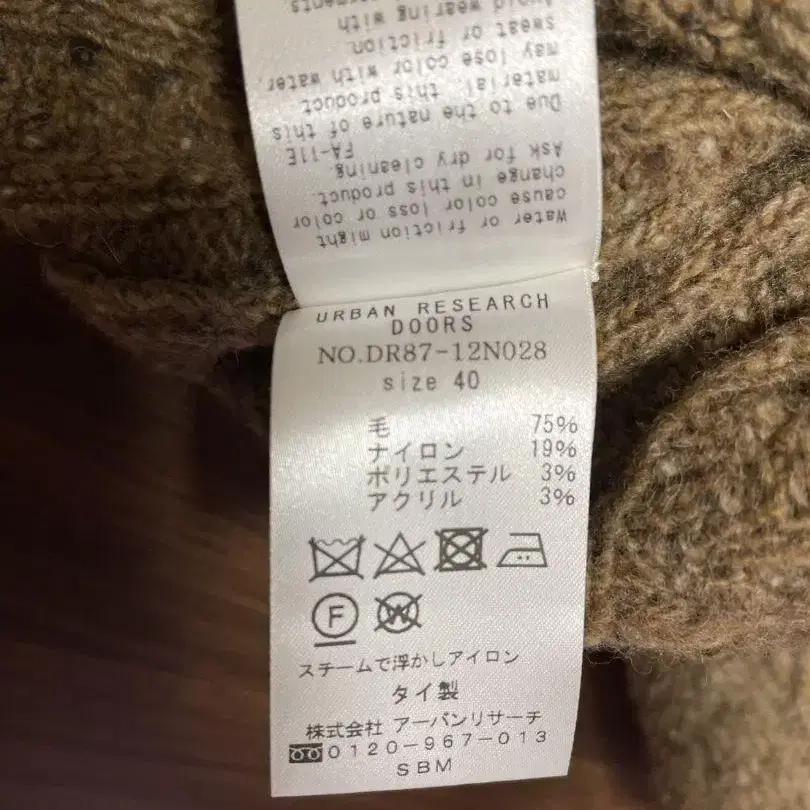 Water or friction might
cause color loss or color
change in this product.
Ask for dry cleaning.
FA-11E
Due to the nature of this
material, this product
may lose color with water,
sweat or friction.
Avoid wearing with
URBAN RESEARCH
DOORS
NO.DR87-12N028
size 40
毛 75%
ナイロン 19%
ポリエステル 3%
アクリル 3%
F W
スチームで浮かしアイロン
タイ製
株式会社 アーバンリサーチ
0120-967-013
SBM